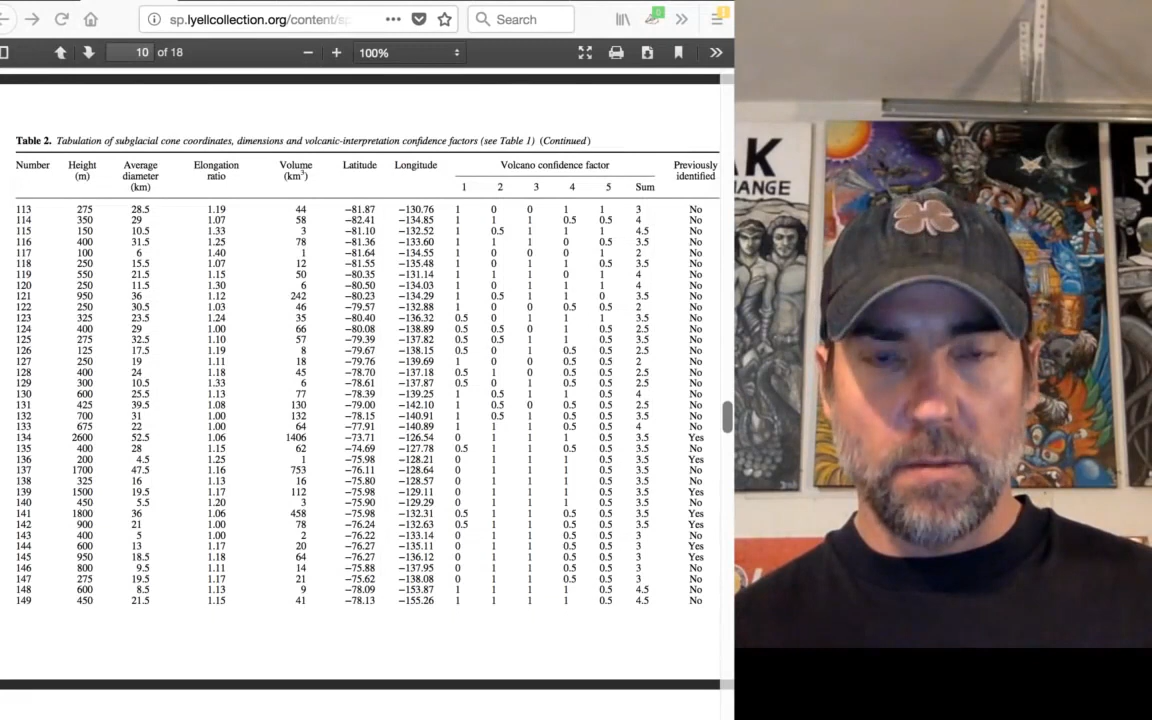 sp.lyellcollection.org/content/sp
Search
0
10 of 18
100%
Table 2. Tabulation of subglacial cone coordinates, dimensions and volcanic-interpretation confidence factors (see Table 1) (Continued)
Number Height Average Elongation Volume Latitude Longitude Volcano confidence factor Previously
(m) diameter ratio (km³) identified
(km) 1 2 3 4 5 Sum
113 275 28.5 1.19 44 −81.87 −130.76 1 0 0 1 1 3 No
114 350 29 1.07 58 −82.41 −134.85 1 1 1 0.5 0.5 4 No
115 150 10.5 1.33 3 −81.10 −132.52 1 0.5 1 1 1 4.5 No
116 400 31.5 1.25 78 −81.36 −133.60 1 1 1 0 0.5 3.5 No
117 100 6 1.40 1 −81.64 −134.55 1 0 0 0 1 2 No
118 250 15.5 1.07 12 −81.55 −135.48 1 0 1 1 0.5 3.5 No
119 550 21.5 1.15 50 −80.35 −131.14 1 1 1 0 1 4 No
120 250 11.5 1.30 6 −80.50 −134.03 1 0 1 1 1 4 No
121 950 36 1.12 242 −80.23 −134.29 1 0.5 1 1 0 3.5 No
122 250 30.5 1.03 46 −79.57 −132.88 1 0 0 0.5 0.5 2 No
123 325 23.5 1.24 35 −80.40 −136.32 0.5 0 1 1 1 3.5 No
124 400 29 1.00 66 −80.08 −138.89 0.5 0.5 0 1 0.5 2.5 No
125 275 32.5 1.10 57 −79.39 −137.82 0.5 0.5 1 1 0.5 3.5 No
126 125 17.5 1.19 8 −79.67 −138.15 0.5 0 1 0.5 0.5 2.5 No
127 250 19 1.11 18 −79.76 −139.69 1 0 0 0.5 0.5 2 No
128 400 24 1.18 45 −78.70 −137.18 0.5 1 0 0.5 0.5 2.5 No
129 300 10.5 1.33 6 −78.61 −137.87 0.5 0 1 0.5 0.5 2.5 No
130 600 25.5 1.13 77 −78.39 −139.25 1 0.5 1 1 0.5 4 No
131 425 39.5 1.08 130 −79.00 −142.10 1 0.5 0 0.5 0.5 2.5 No
132 700 31 1.00 132 −78.15 −140.91 1 0.5 1 0.5 0.5 3.5 No
133 675 22 1.00 64 −77.91 −140.89 1 1 1 0.5 0.5 4 No
134 2600 52.5 1.06 1406 −73.71 −126.54 0 1 1 1 0.5 3.5 Yes
135 400 28 1.15 62 −74.69 −127.78 0.5 1 1 0.5 0.5 3.5 No
136 200 4.5 1.25 1 −75.98 −128.21 0 1 1 1 0.5 3.5 Yes
137 1700 47.5 1.16 753 −76.11 −128.64 0 1 1 1 0.5 3.5 No
138 325 16 1.13 16 −75.80 −128.57 0 1 1 1 0.5 3.5 No
139 1500 19.5 1.17 112 −75.98 −129.11 0 1 1 1 0.5 3.5 Yes
140 450 5.5 1.20 3 −75.90 −129.29 0 1 1 1 0.5 3.5 No
141 1800 36 1.06 458 −75.98 −132.31 0.5 1 1 0.5 0.5 3.5 Yes
142 900 21 1.00 78 −76.24 −132.63 0.5 1 1 0.5 0.5 3.5 Yes
143 400 5 1.00 2 −76.22 −133.14 0 1 1 0.5 0.5 3 No
144 600 13 1.17 20 −76.27 −135.11 0 1 1 0.5 0.5 3 Yes
145 950 18.5 1.18 64 −76.27 −136.12 0 1 1 0.5 0.5 3 Yes
146 800 9.5 1.11 14 −75.88 −137.95 0 1 1 0.5 0.5 3 No
147 275 19.5 1.17 21 −75.62 −138.08 0 1 1 0.5 0.5 3 No
148 600 8.5 1.13 9 −78.09 −153.87 1 1 1 1 0.5 4.5 No
149 450 21.5 1.15 41 −78.13 −155.26 1 1 1 1 0.5 4.5 No
AK
ANGE